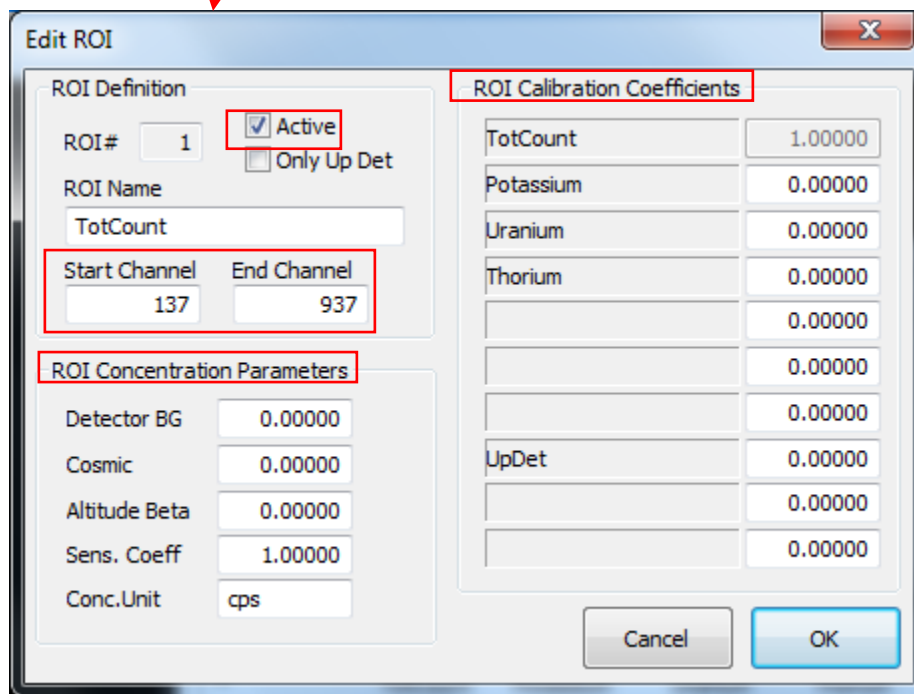 Edit ROI
x
ROI Definition
ROI# 1
Active
Only Up Det
ROI Name
TotCount
Start Channel End Channel
137 937
ROI Concentration Parameters
Detector BG 0.00000
Cosmic 0.00000
Altitude Beta 0.00000
Sens. Coeff 1.00000
Conc.Unit cps
ROI Calibration Coefficients
TotCount 1.00000
Potassium 0.00000
Uranium 0.00000
Thorium 0.00000
0.00000
0.00000
0.00000
UpDet 0.00000
0.00000
0.00000
Cancel OK